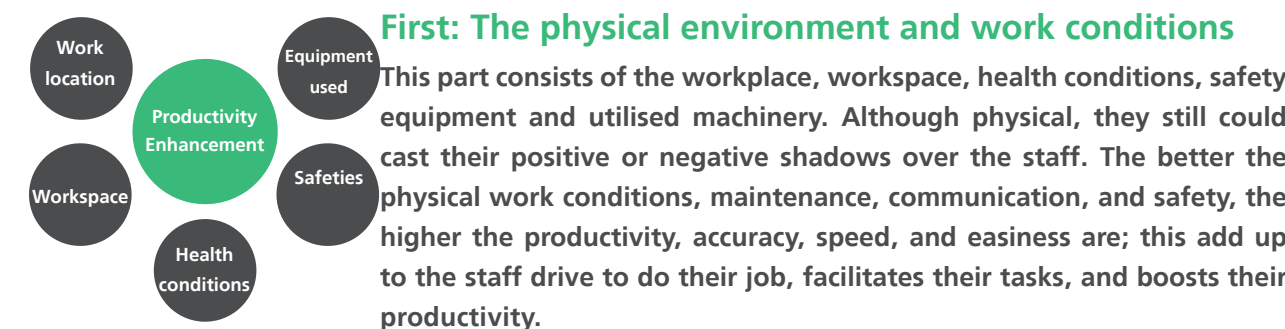 Work
location
Equipment
used
Productivity
Enhancement
Workspace
Safeties
Health
conditions
First: The physical environment and work conditions
This part consists of the workplace, workspace, health conditions, safety
equipment and utilised machinery. Although physical, they still could
cast their positive or negative shadows over the staff. The better the
physical work conditions, maintenance, communication, and safety, the
higher the productivity, accuracy, speed, and easiness are; this add up
to the staff drive to do their job, facilitates their tasks, and boosts their
productivity.